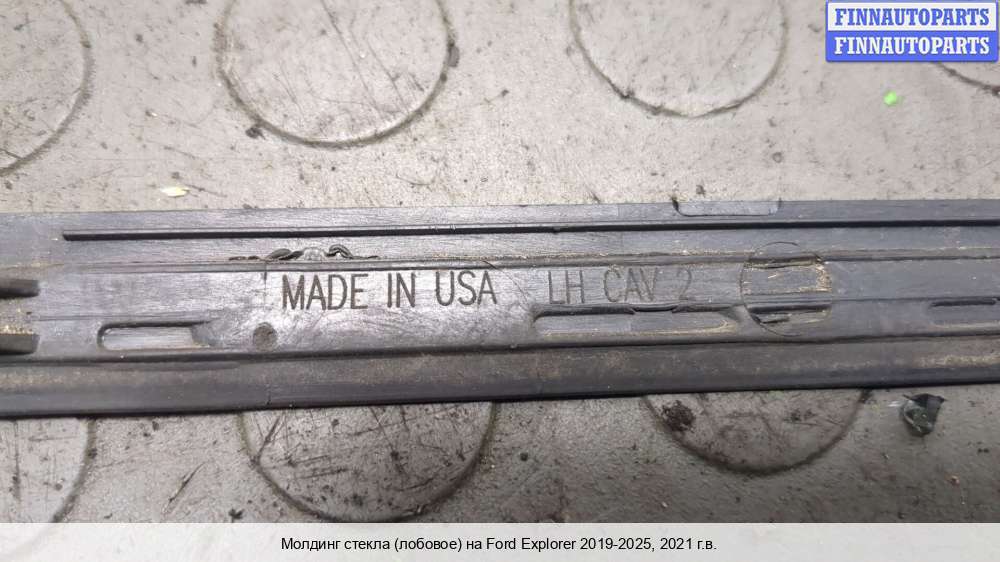 FINNAUTOPARTS
FINNAUTOPARTS
MADE IN USA LH CAV 2
Молдинг стекла (лобовое) на Ford Explorer 2019-2025, 2021 г.в.